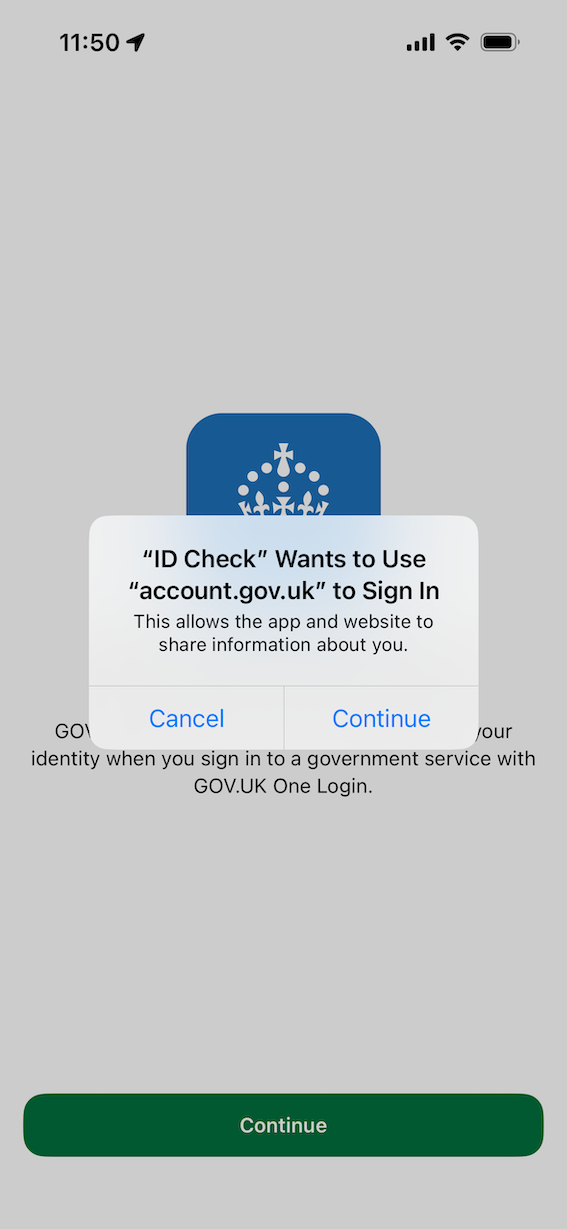 11:50
“ID Check” Wants to Use
“account.gov.uk” to Sign In
This allows the app and website to
share information about you.
Cancel
Continue
your
identity when you sign in to a government service with
GOV.UK One Login.
Continue